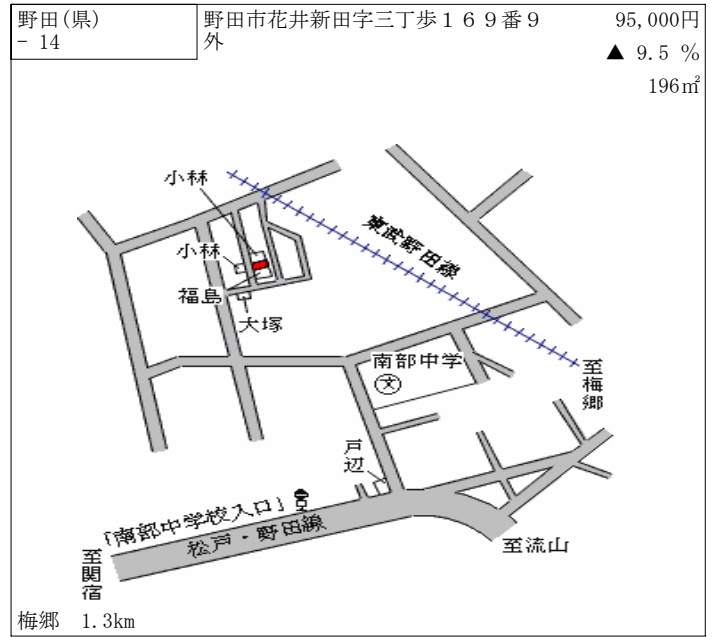 野田(県)
- 14
野田市花井新田字三丁歩１６９番９
外
95,000円
▲ 9.5 %
196㎡
小林
東武野田線
小林
福島
大塚
南部中学
文
至梅郷
戸辺
「南部中学校入口」
松戸・野田線
至関宿
至流山
梅郷 1.3km